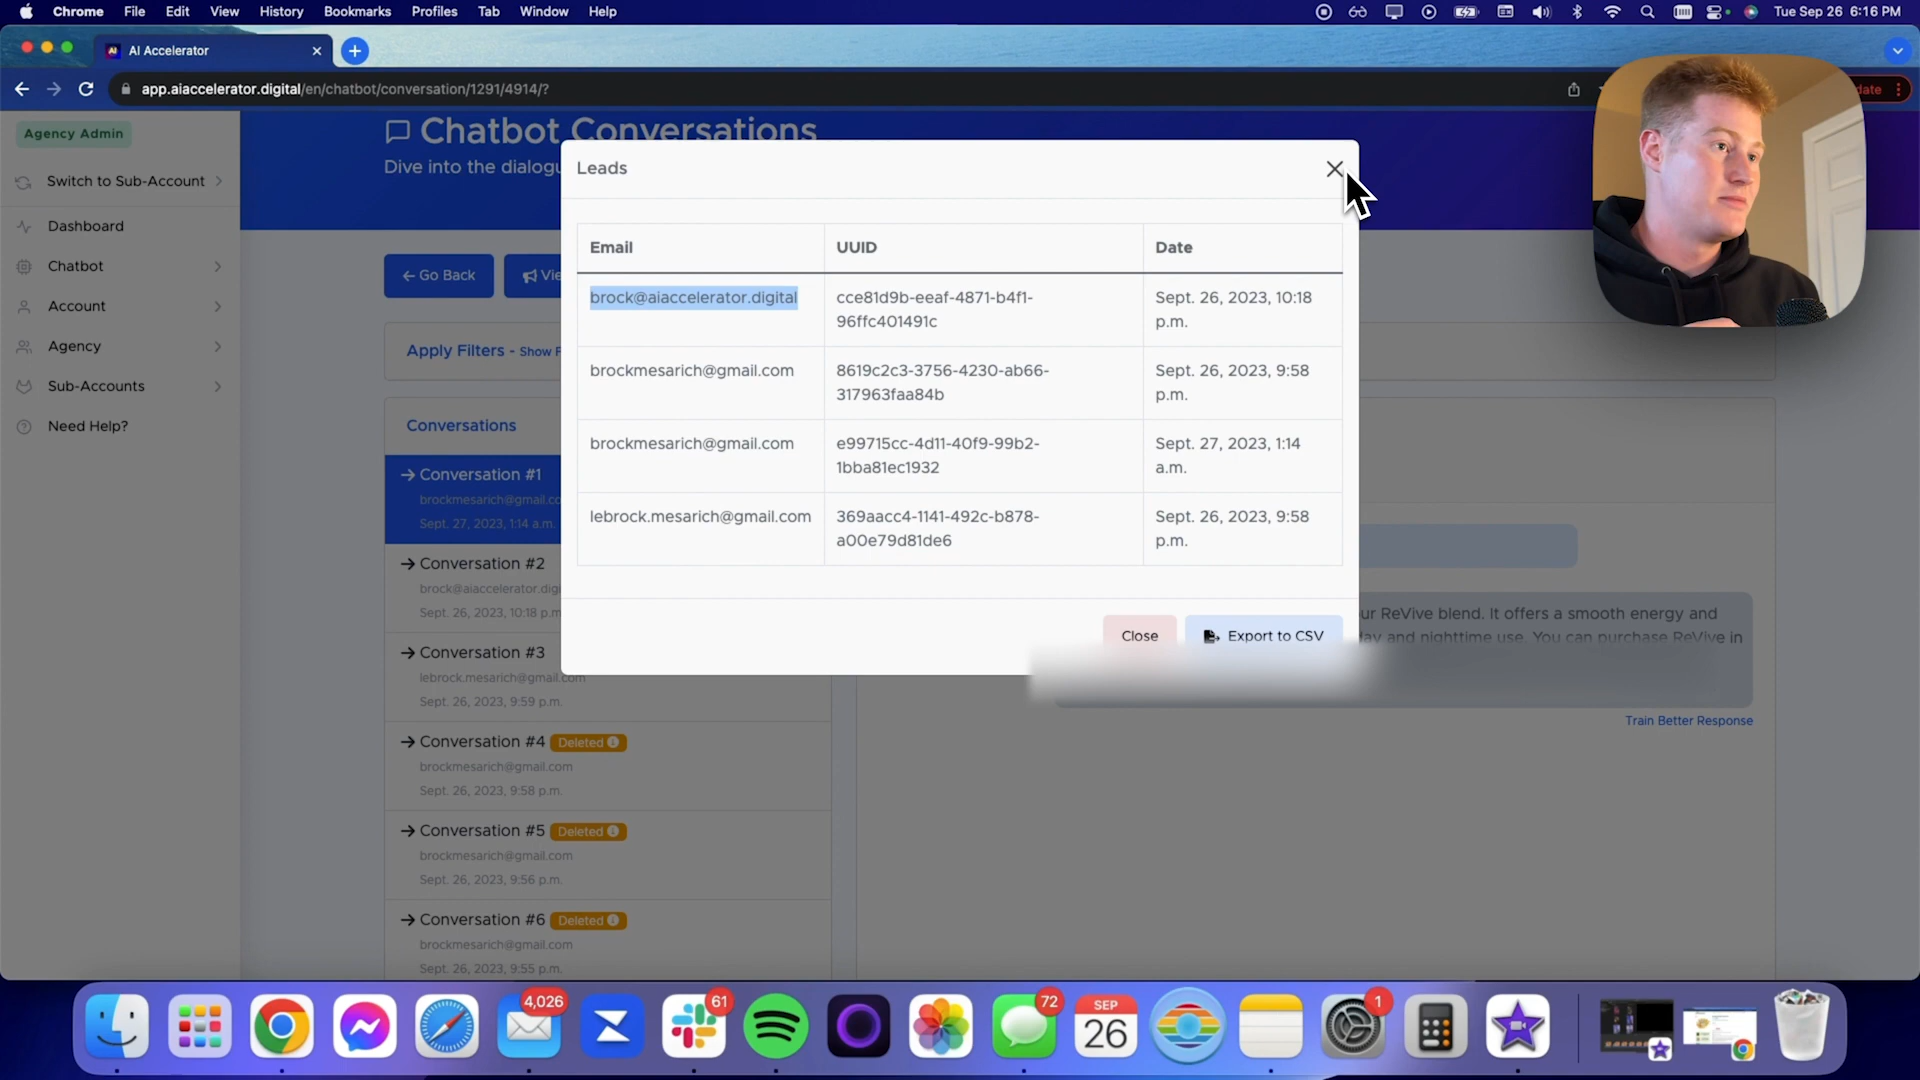 Chrome File Edit View History Bookmarks Profiles Tab Window Help
Tue Sep 26 6:16 PM
AI Accelerator
app.aiaccelerator.digital/en/chatbot/conversation/1291/4914/?
Agency Admin
Switch to Sub-Account
Dashboard
Chatbot
Account
Agency
Sub-Accounts
Need Help?
Chatbot Conversations
Dive into the dialogu
Go Back
Vie
Apply Filters - Show F
Conversations
Conversation #1
brockmesarich@gmail.co
Sept. 27, 2023, 1:14 a.m.
Conversation #2
brock@aiaccelerator.digi
Sept. 26, 2023, 10:18 p.m
Conversation #3
lebrock.mesarich@gmail.com
Sept. 26, 2023, 9:59 p.m.
Conversation #4 Deleted
brockmesarich@gmail.com
Sept. 26, 2023, 9:58 p.m.
Conversation #5 Deleted
brockmesarich@gmail.com
Sept. 26, 2023, 9:56 p.m.
Conversation #6 Deleted
brockmesarich@gmail.com
Sept. 26, 2023, 9:55 p.m.
Leads
Email UUID Date
brock@aiaccelerator.digital cce81d9b-eeaf-4871-b4f1- Sept. 26, 2023, 10:18
96ffc401491c p.m.
brockmesarich@gmail.com 8619c2c3-3756-4230-ab66- Sept. 26, 2023, 9:58
317963faa84b p.m.
brockmesarich@gmail.com e99715cc-4d11-40f9-99b2- Sept. 27, 2023, 1:14
1bba81ec1932 a.m.
lebrock.mesarich@gmail.com 369aacc4-1141-492c-b878- Sept. 26, 2023, 9:58
a00e79d81de6 p.m.
Close Export to CSV
ur ReVive blend. It offers a smooth energy and
ay and nighttime use. You can purchase ReVive in
Train Better Response
date
4,026
61
72
SEP
26
1